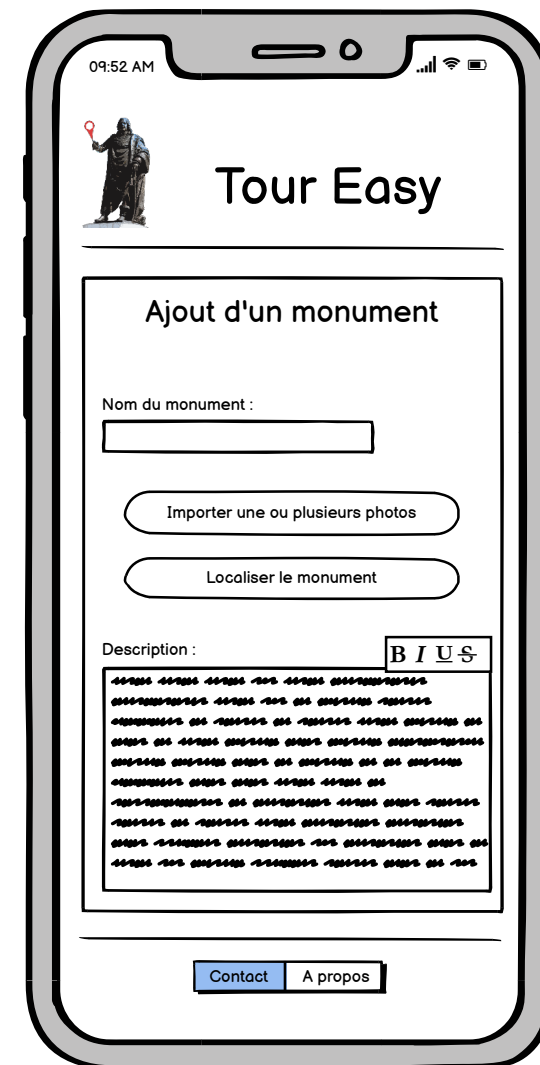 09:52 AM
Tour Easy
Ajout d'un monument
Nom du monument :
Importer une ou plusieurs photos
Localiser le monument
Description :
B I U S
Contact A propos